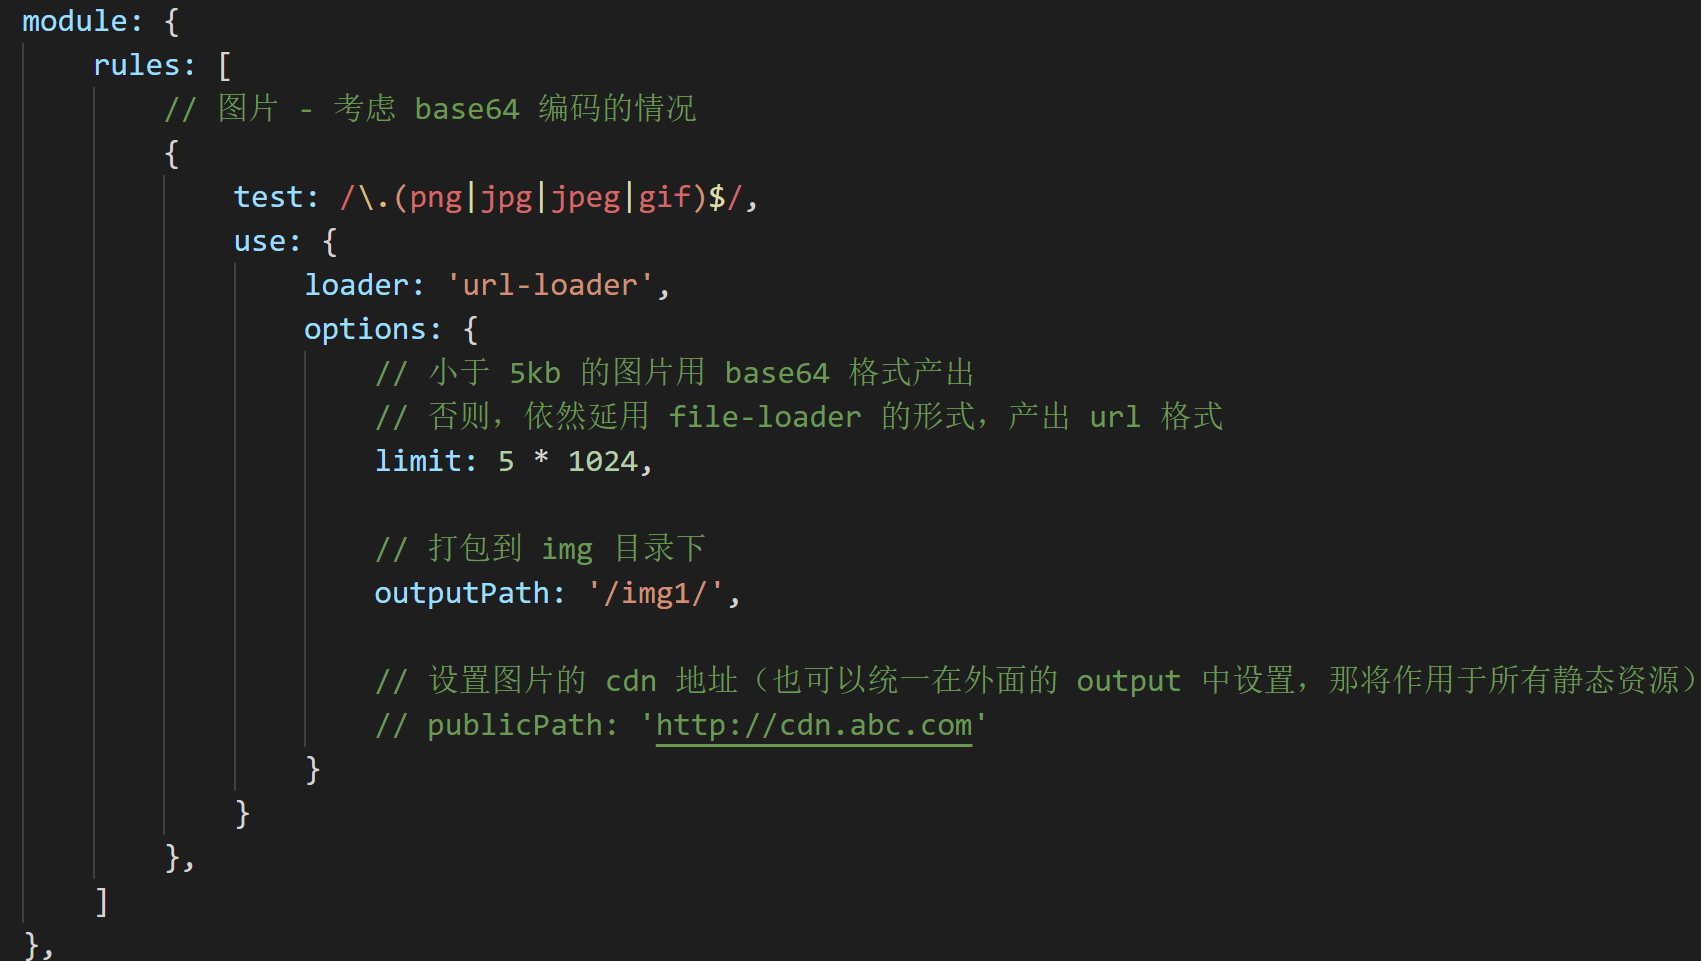 module: {
    rules: [
        // 图片 - 考虑 base64 编码的情况
        {
            test: /\.(png|jpg|jpeg|gif)$/,
            use: {
                loader: 'url-loader',
                options: {
                    // 小于 5kb 的图片用 base64 格式产出
                    // 否则，依然延用 file-loader 的形式，产出 url 格式
                    limit: 5 * 1024,

                    // 打包到 img 目录下
                    outputPath: '/img1/',

                    // 设置图片的 cdn 地址（也可以统一在外面的 output 中设置，那将作用于所有静态资源）
                    // publicPath: 'http://cdn.abc.com'
                }
            }
        },
    ]
},